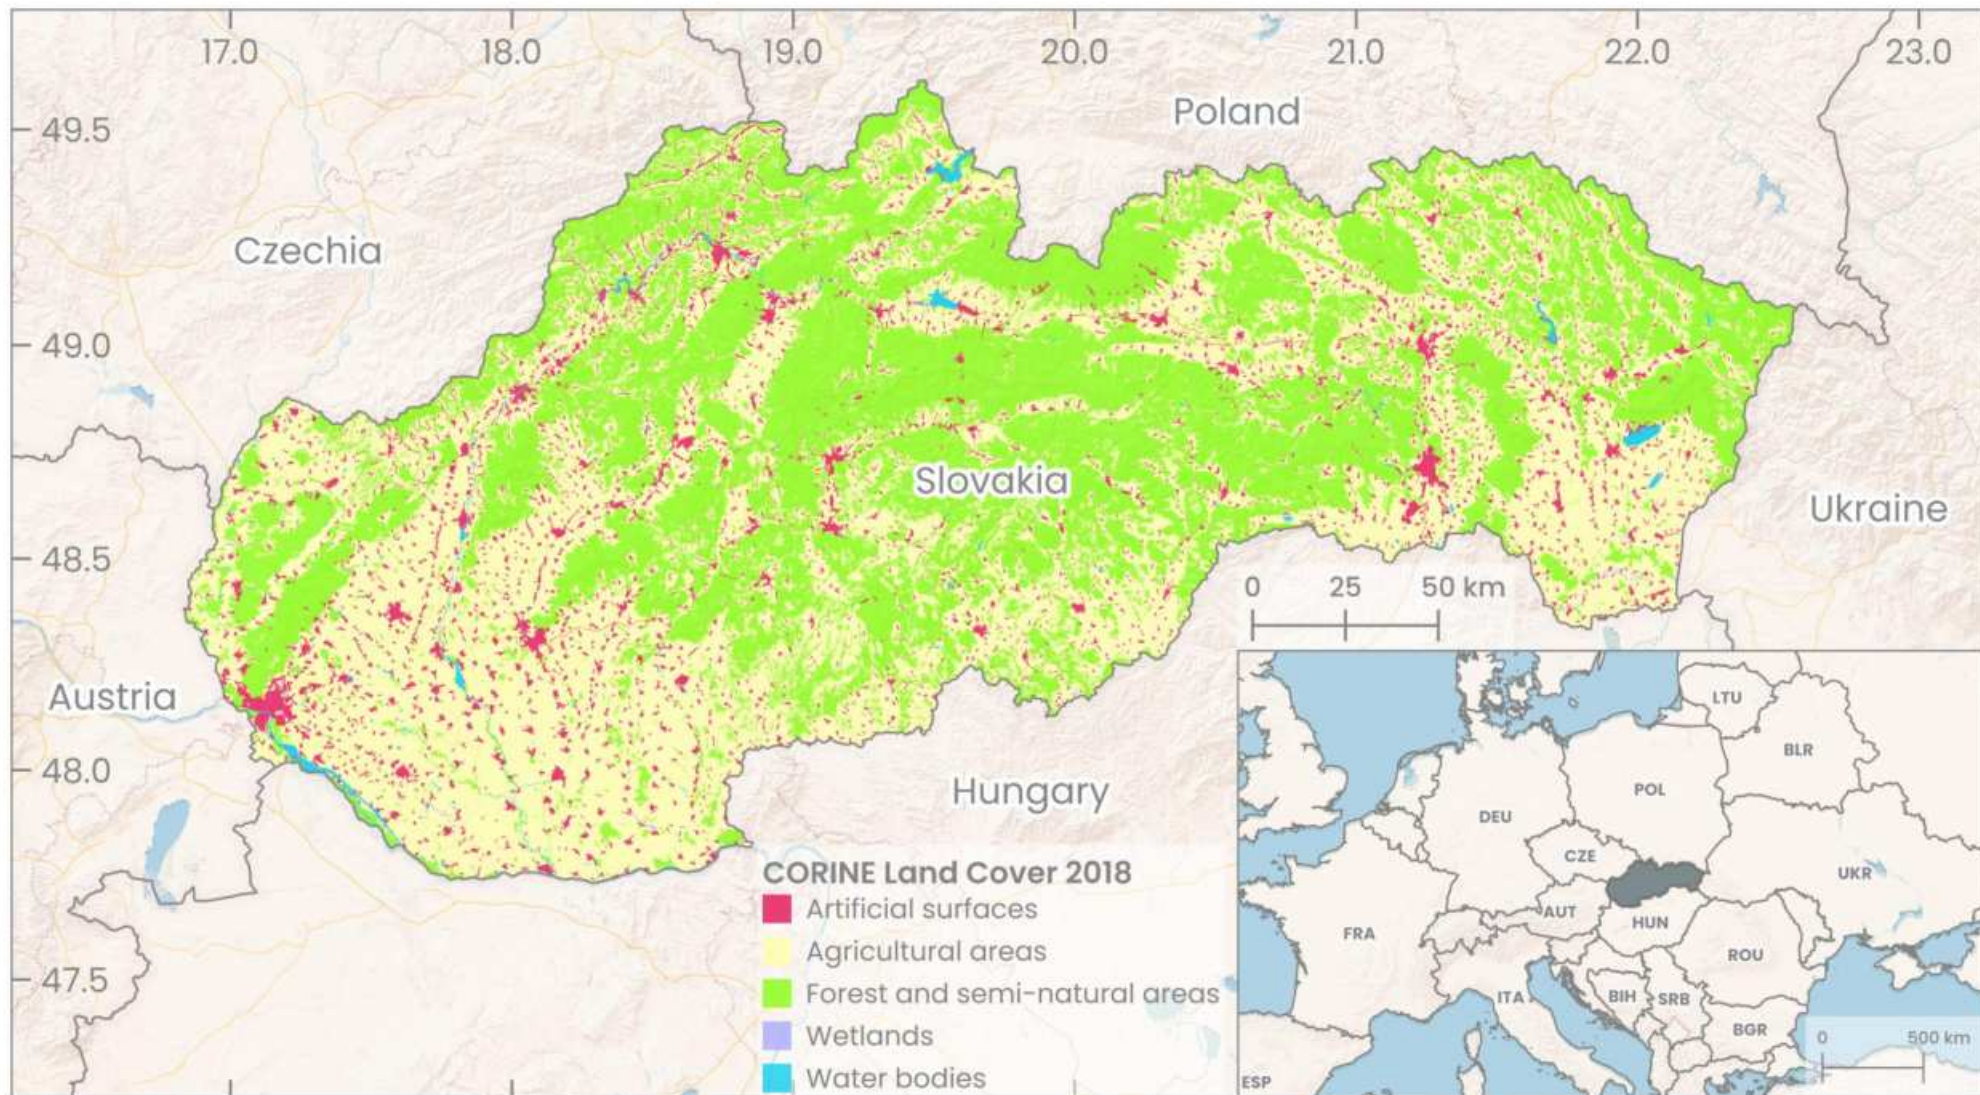 17.0 18.0 19.0 20.0 21.0 22.0 23.0
Poland
49.5
Czechia
49.0
Slovakia
Ukraine
48.5
0 25 50 km
Austria
48.0
Hungary
CORINE Land Cover 2018
Artificial surfaces
Agricultural areas
47.5
Forest and semi-natural areas
Wetlands
Water bodies
LTU
BLR
POL
DEU
CZE
UKR
AUT
HUN
FRA
ROU
ITA
BIH
SRB
BGR
0 500 km
ESP